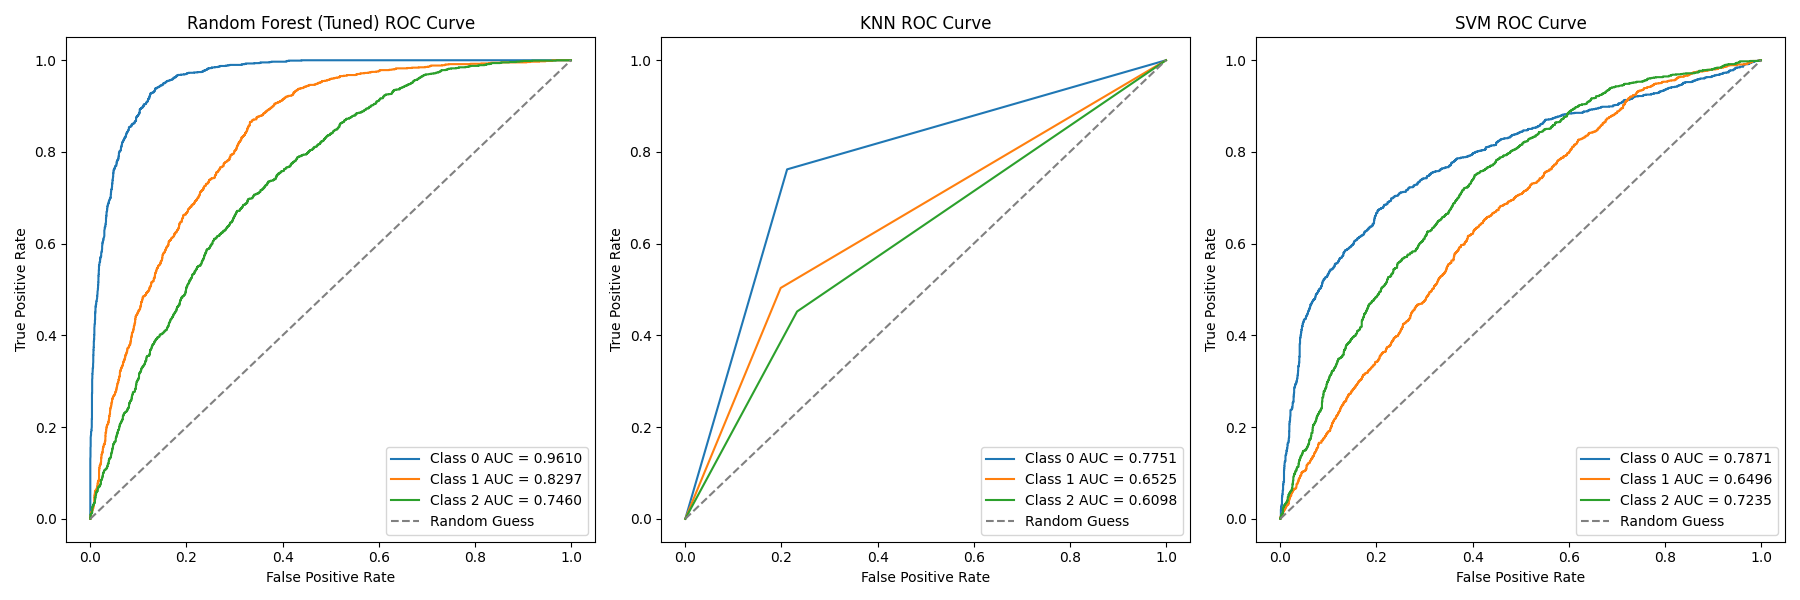 Random Forest (Tuned) ROC Curve
True Positive Rate
1.0
0.8
0.6
0.4
0.2
0.0
Class 0 AUC = 0.9610
Class 1 AUC = 0.8297
Class 2 AUC = 0.7460
Random Guess
0.0 0.2 0.4 0.6 0.8 1.0
False Positive Rate
KNN ROC Curve
True Positive Rate
1.0
0.8
0.6
0.4
0.2
0.0
Class 0 AUC = 0.7751
Class 1 AUC = 0.6525
Class 2 AUC = 0.6098
Random Guess
0.0 0.2 0.4 0.6 0.8 1.0
False Positive Rate
SVM ROC Curve
True Positive Rate
1.0
0.8
0.6
0.4
0.2
0.0
Class 0 AUC = 0.7871
Class 1 AUC = 0.6496
Class 2 AUC = 0.7235
Random Guess
0.0 0.2 0.4 0.6 0.8 1.0
False Positive Rate